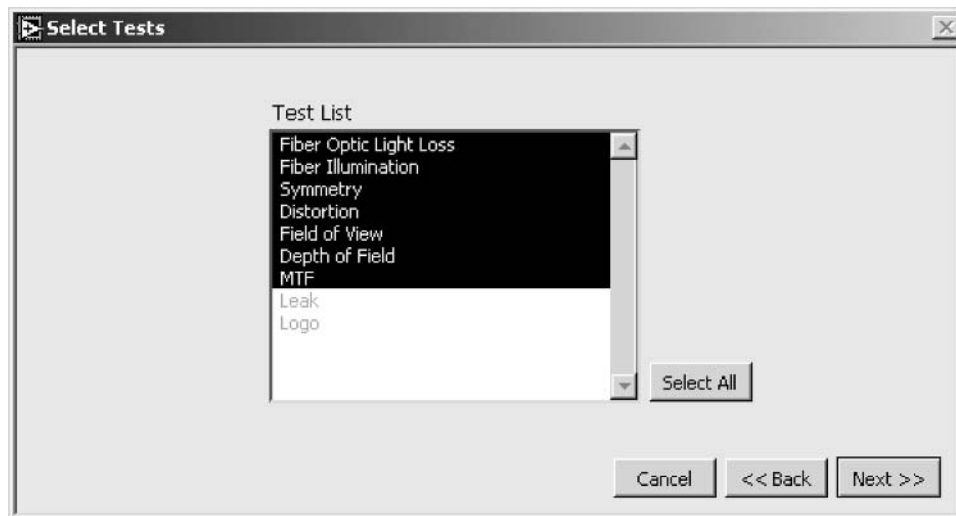 Select Tests
Test List
Fiber Optic Light Loss
Fiber Illumination
Symmetry
Distortion
Field of View
Depth of Field
MTF
Leak
Logo
Select All
Cancel
<< Back
Next >>